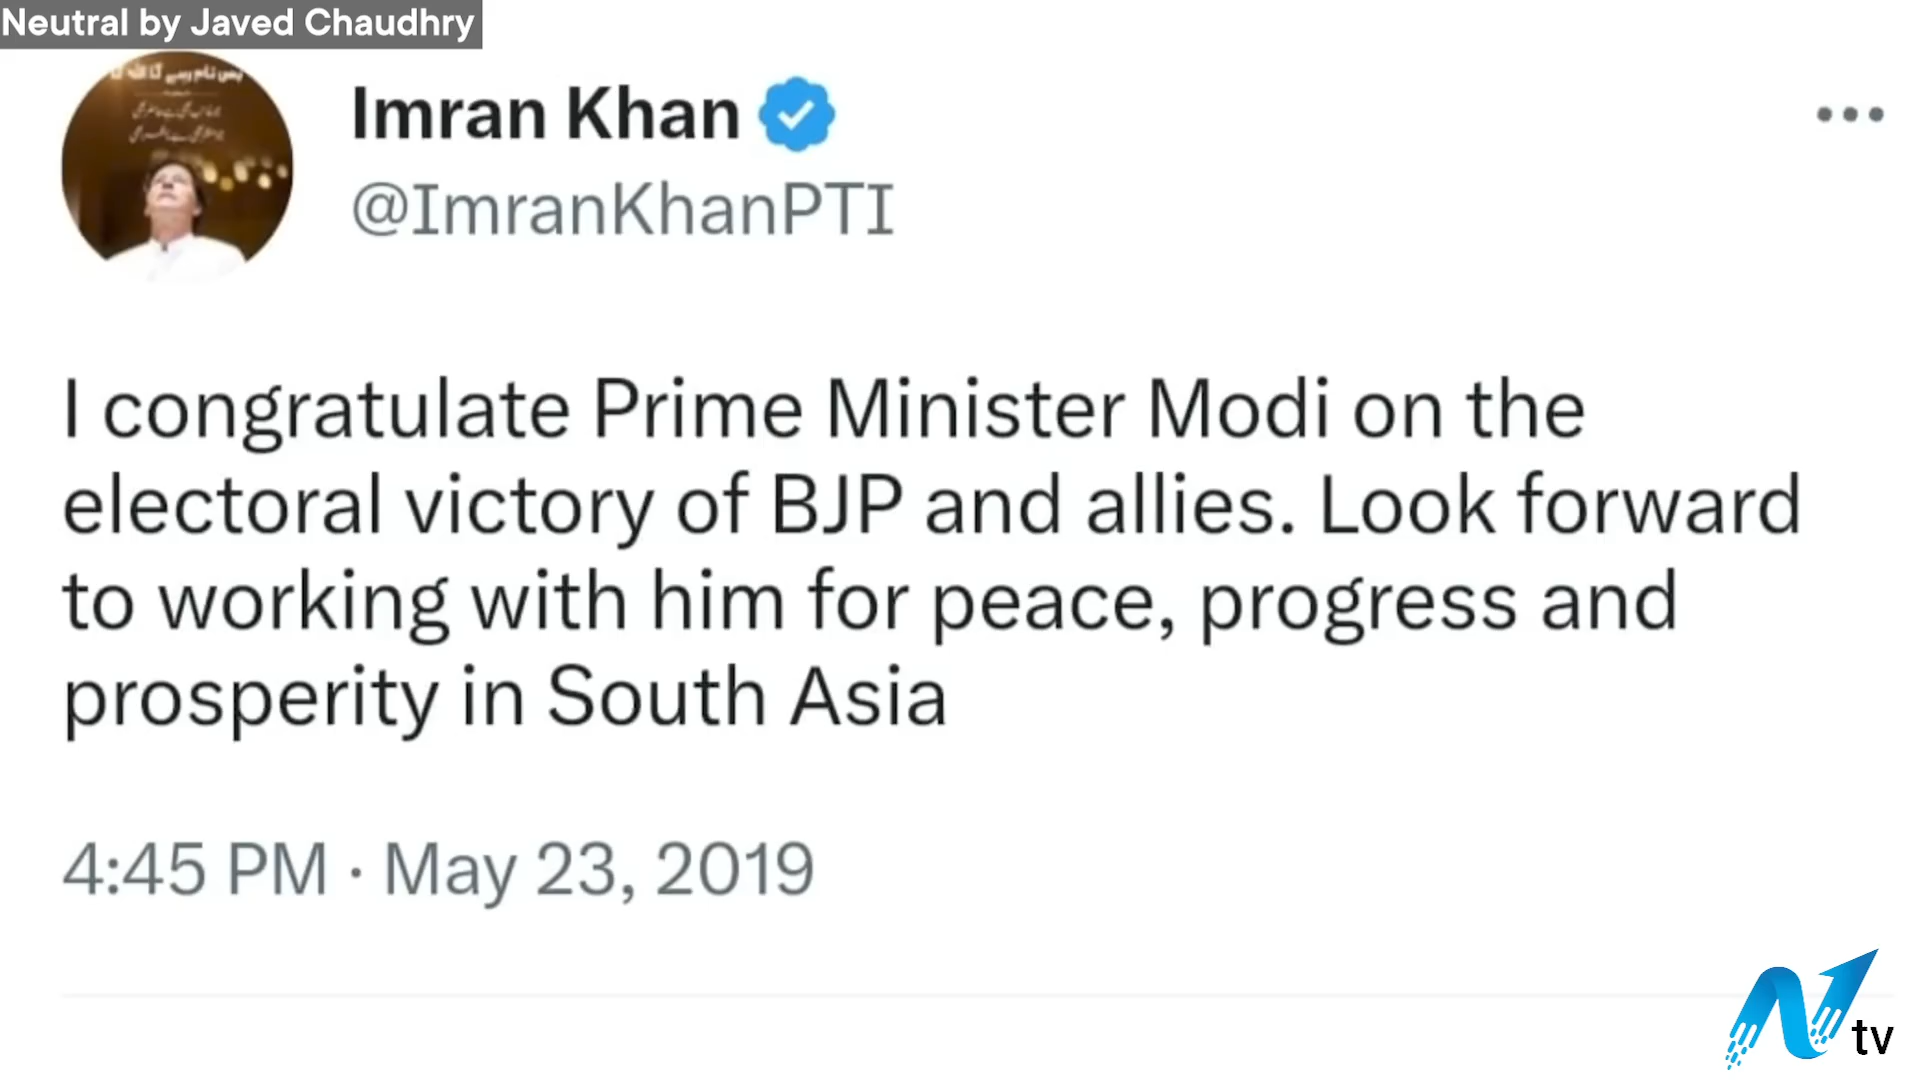 Neutral by Javed Chaudhry
Imran Khan
@ImranKhanPTI
I congratulate Prime Minister Modi on the
electoral victory of BJP and allies. Look forward
to working with him for peace, progress and
prosperity in South Asia
4:45 PM · May 23, 2019
tv